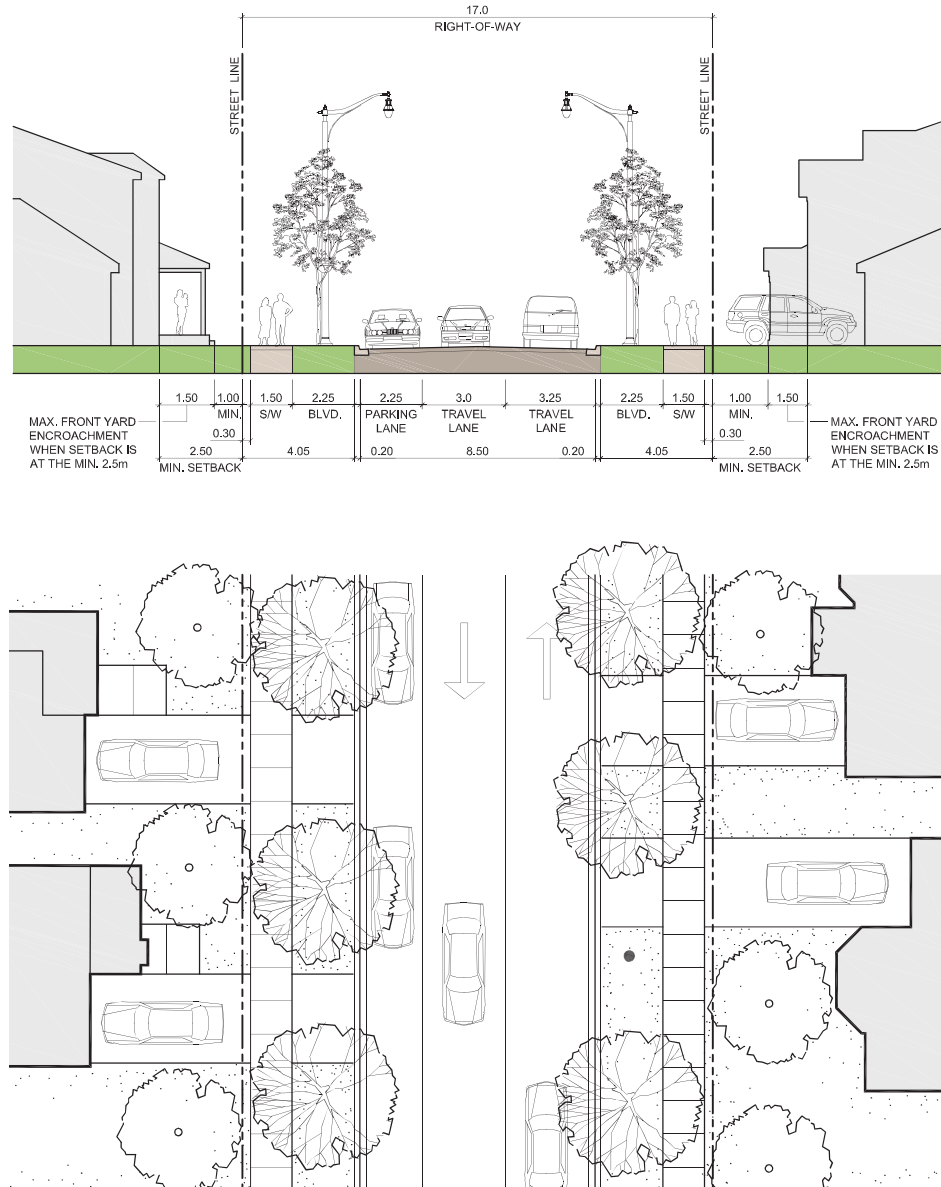 17.0
RIGHT-OF-WAY
STREET LINE
STREET LINE
1.50 1.00 1.50 2.25 2.25 3.0 3.25 2.25 1.50 1.00 1.50
MIN. S/W BLVD. PARKING LANE TRAVEL LANE TRAVEL LANE BLVD. S/W MIN.
MAX. FRONT YARD
ENCROACHMENT
WHEN SETBACK IS
AT THE MIN. 2.5m
0.30
0.30
MAX. FRONT YARD
ENCROACHMENT
WHEN SETBACK IS
AT THE MIN. 2.5m
2.50 4.05 0.20 8.50 0.20 4.05 2.50
MIN. SETBACK
MIN. SETBACK